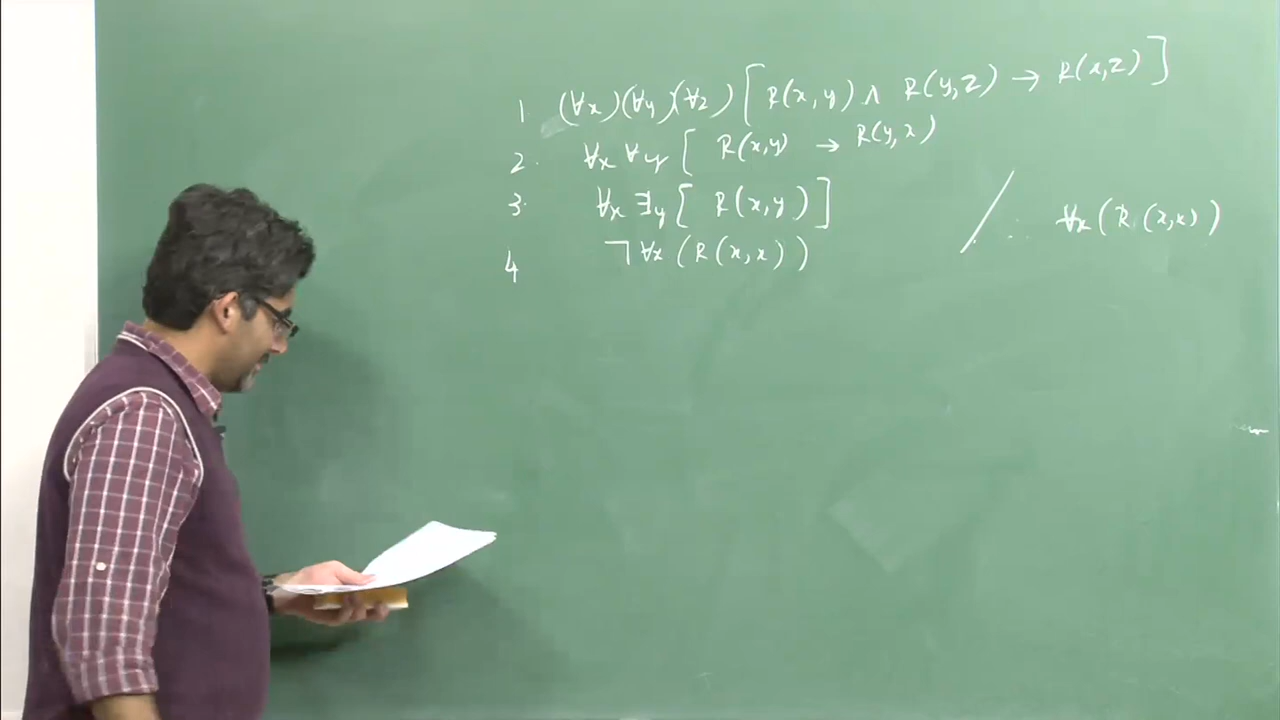 1. (∀x)(∀y)(∀z) [ R(x,y) ∧ R(y,z) → R(x,z) ]
2. ∀x ∀y [ R(x,y) → R(y,x)
3. ∀x ∃y [ R(x,y) ] / ∴ ∀x (R(x,x))
4 ¬∀x (R(x,x))